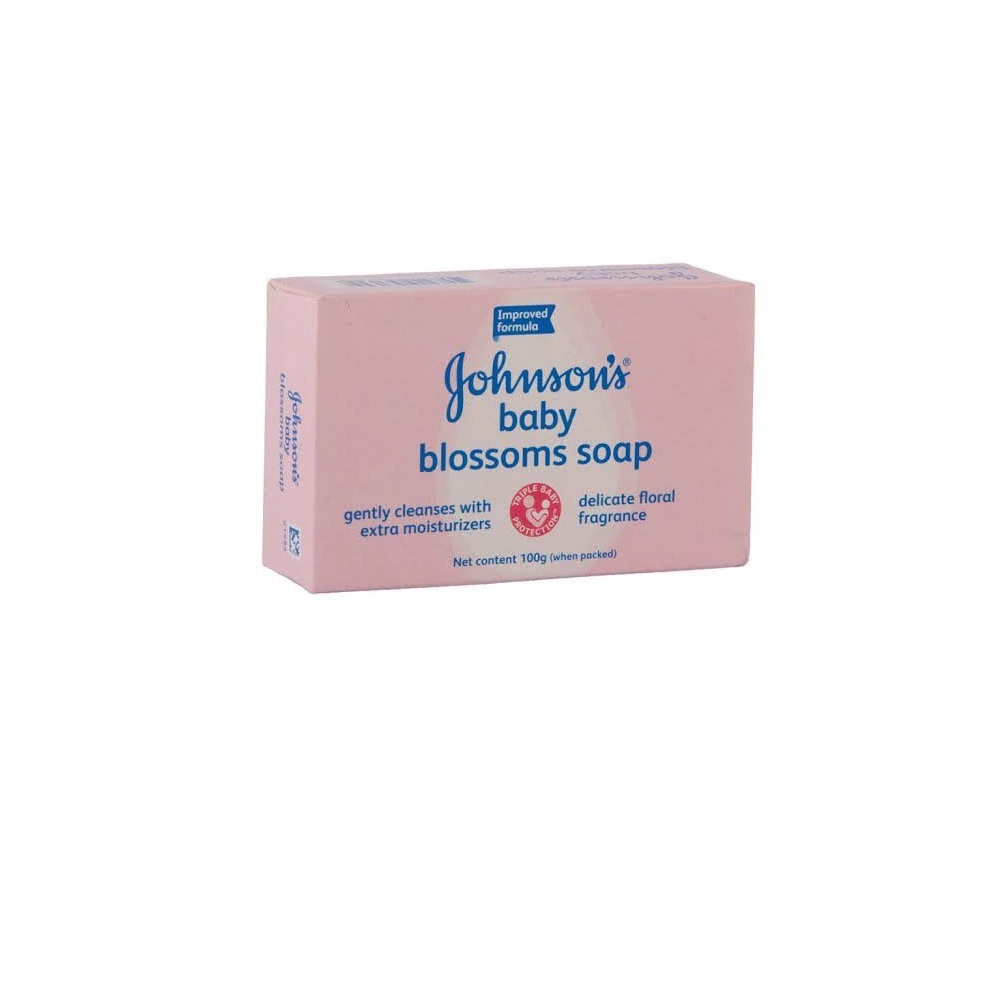 Improved
formula
Johnson's®
baby
blossoms soap
gently cleanses with
extra moisturizers
TRIPLE BABY
PROTECTION™
delicate floral
fragrance
Net content 100g (when packed)
Johnson's
baby
blossoms soap